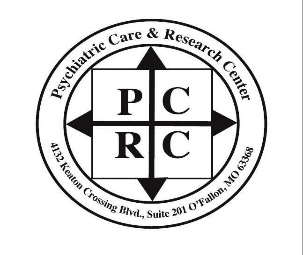 Psychiatric Care & Research Center
P C
R C
4132 Keaton Crossing Blvd., Suite 201 O'Fallon, MO 63368